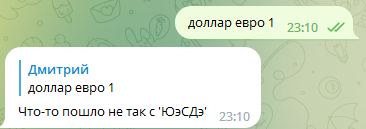 доллар евро 1
23:10
Дмитрий
доллар евро 1
Что-то пошло не так с 'ЮэСДэ'
23:10